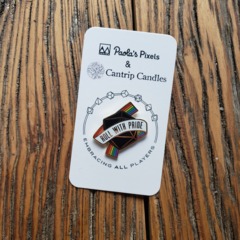 Paola's Pixels
&
Cantrip Candles
ROLL WITH PRIDE
EMBRACING ALL PLAYERS